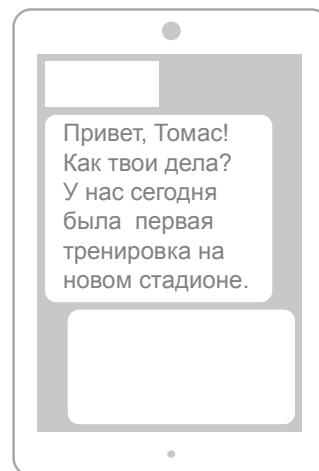 Привет, Томас!
Как твои дела?
У нас сегодня
была  первая
тренировка на
новом стадионе.